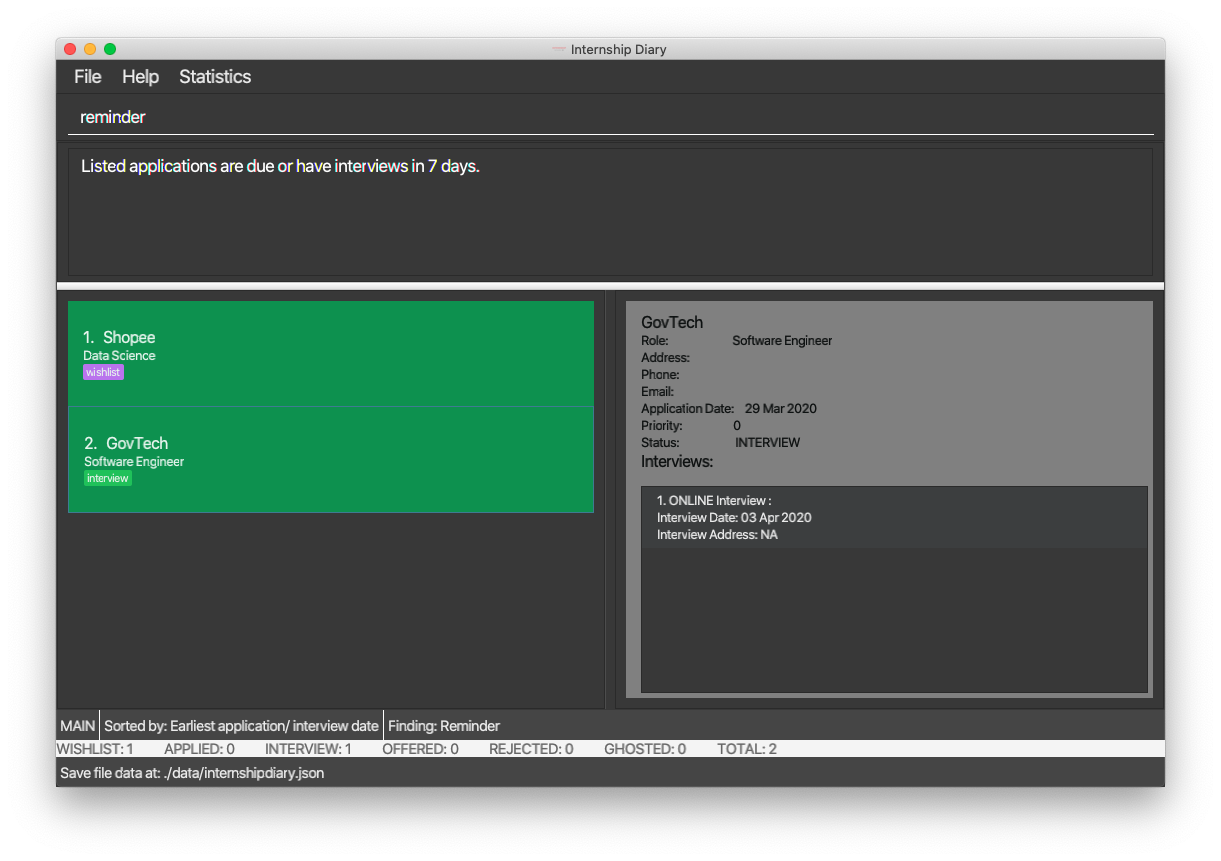 Internship Diary
File Help Statistics
reminder
Listed applications are due or have interviews in 7 days.
1. Shopee
Data Science
wishlist
2. GovTech
Software Engineer
interview
GovTech
Role: Software Engineer
Address:
Phone:
Email:
Application Date: 29 Mar 2020
Priority: 0
Status: INTERVIEW
Interviews:
1. ONLINE Interview :
Interview Date: 03 Apr 2020
Interview Address: NA
MAIN Sorted by: Earliest application/ interview date Finding: Reminder
WISHLIST: 1 APPLIED: 0 INTERVIEW: 1 OFFERED: 0 REJECTED: 0 GHOSTED: 0 TOTAL: 2
Save file data at: ./data/internshipdiary.json